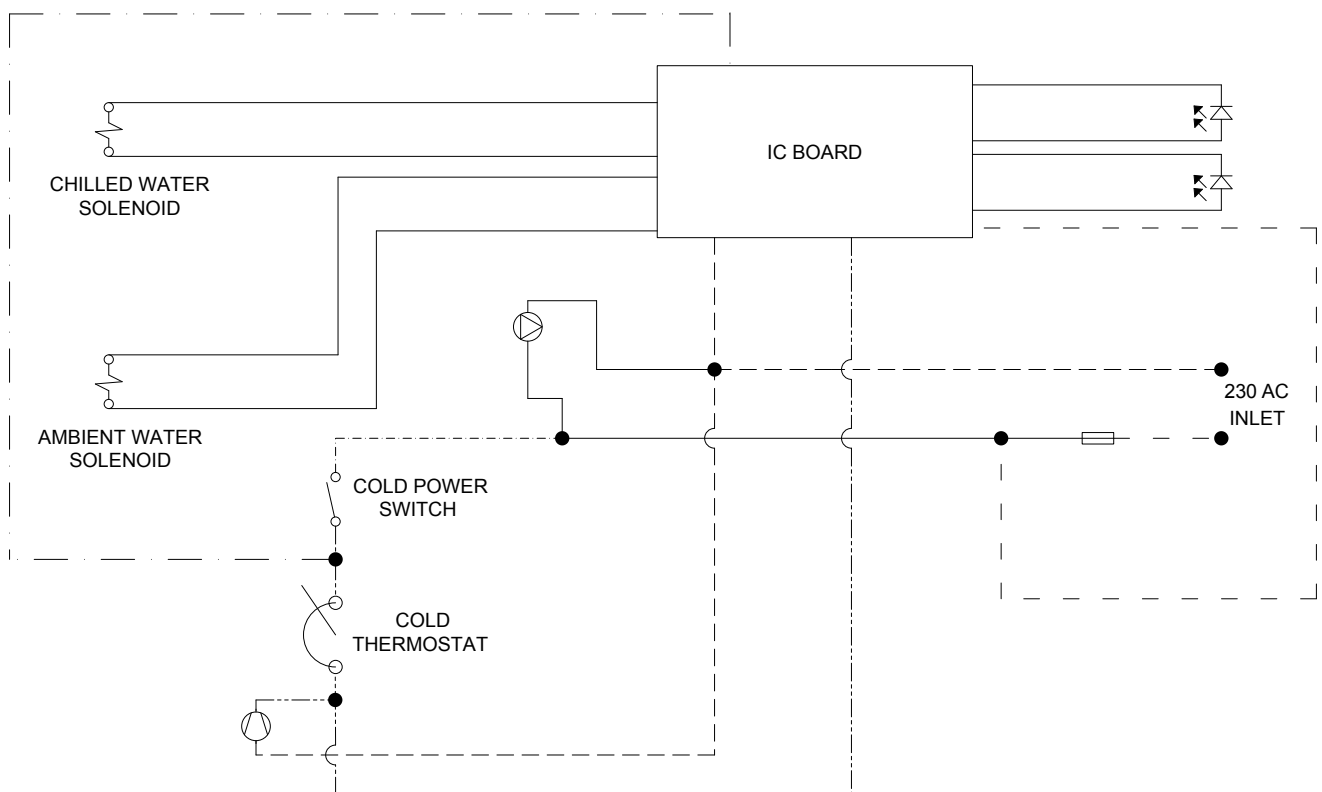 IC BOARD
CHILLED WATER
SOLENOID
230 AC
INLET
AMBIENT WATER
SOLENOID
COLD POWER
SWITCH
COLD
THERMOSTAT